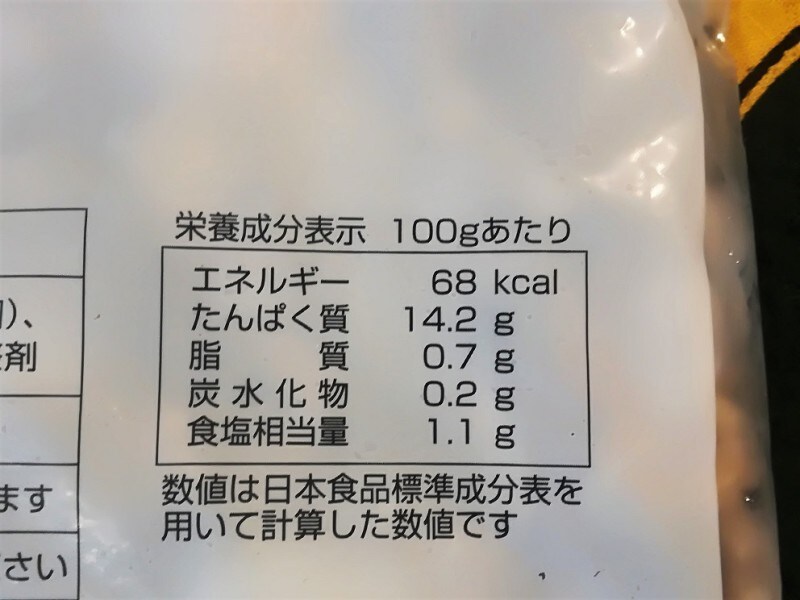 栄養成分表示 100gあたり
エネルギー 68 kcal
たんぱく質 14.2 g
脂質 0.7 g
炭水化物 0.2 g
食塩相当量 1.1 g
数値は日本食品標準成分表を
用いて計算した数値です
)、
剤
ます
さい